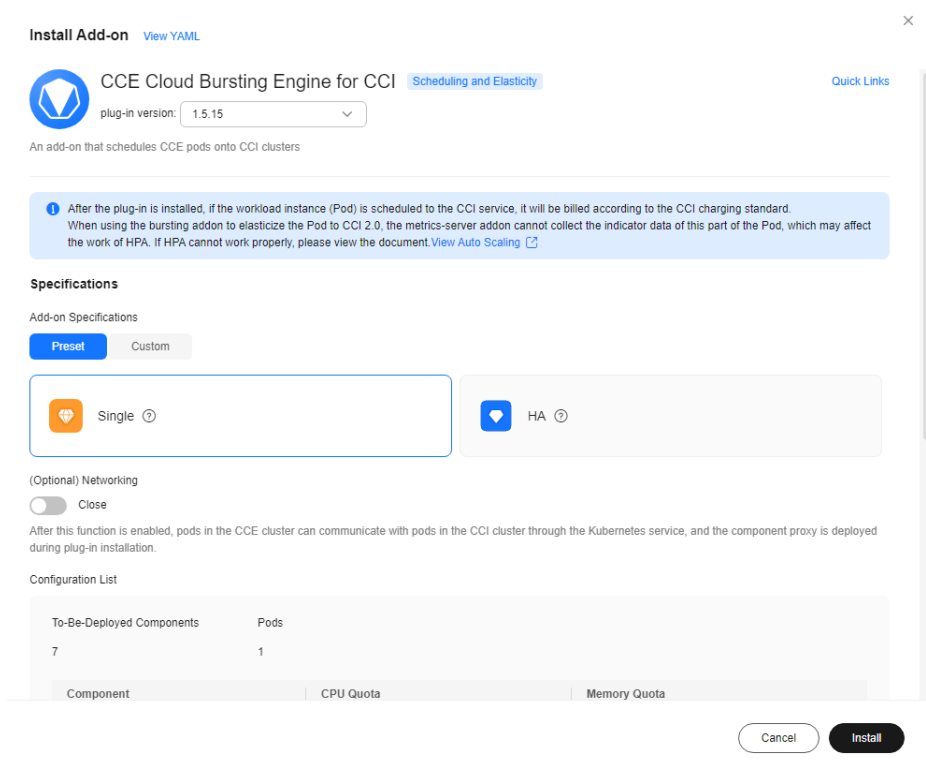 Install Add-on View YAML
CCE Cloud Bursting Engine for CCI Scheduling and Elasticity Quick Links
plug-in version: 1.5.15
An add-on that schedules CCE pods onto CCI clusters
After the plug-in is installed, if the workload instance (Pod) is scheduled to the CCI service, it will be billed according to the CCI charging standard.
When using the bursting addon to elasticize the Pod to CCI 2.0, the metrics-server addon cannot collect the indicator data of this part of the Pod, which may affect
the work of HPA. If HPA cannot work properly, please view the document.View Auto Scaling
Specifications
Add-on Specifications
Preset Custom
Single ? HA ?
(Optional) Networking
Close
After this function is enabled, pods in the CCE cluster can communicate with pods in the CCI cluster through the Kubernetes service, and the component proxy is deployed
during plug-in installation.
Configuration List
To-Be-Deployed Components Pods
7 1
Component CPU Quota Memory Quota
Cancel Install